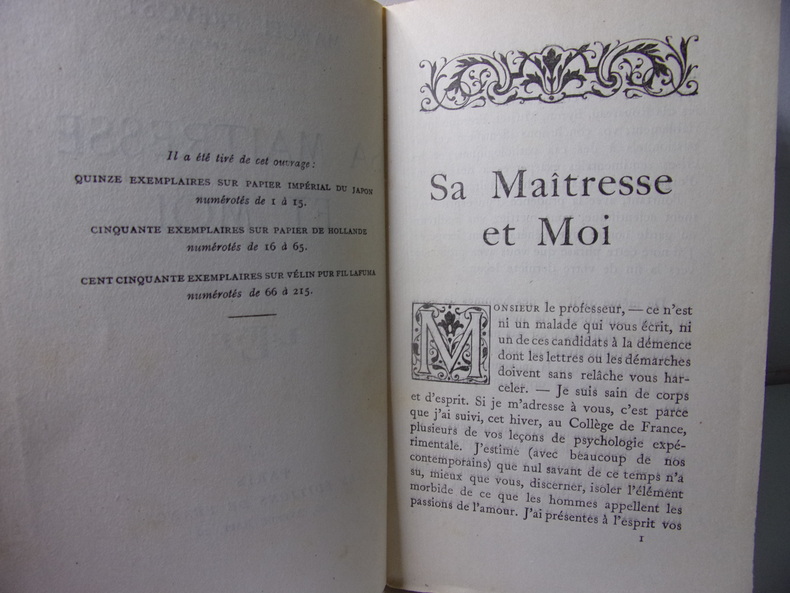 Il a été tiré de cet ouvrage :
QUINZE EXEMPLAIRES SUR PAPIER IMPÉRIAL DU JAPON
numérotés de 1 à 15.
CINQUANTE EXEMPLAIRES SUR PAPIER DE HOLLANDE
numérotés de 16 à 65.
CENT CINQUANTE EXEMPLAIRES SUR VÉLIN PUR FIL LAFUMA
numérotés de 66 à 215.
Sa Maîtresse
et Moi
MONSIEUR le professeur, — ce n'est
ni un malade qui vous écrit, ni
un de ces candidats à la démence
dont les lettres ou les démarches
doivent sans relâche vous har-
celer. — Je suis sain de corps
et d'esprit. Si je m'adresse à vous, c'est parce
que j'ai suivi, cet hiver, au Collège de France,
plusieurs de vos leçons de psychologie expé-
rimentale. J'estime (avec beaucoup de nos
contemporains) que nul savant de ce temps n'a
su, mieux que vous, discerner, isoler l'élément
morbide de ce que les hommes appellent les
passions de l'amour. J'ai présentes à l'esprit vos
1